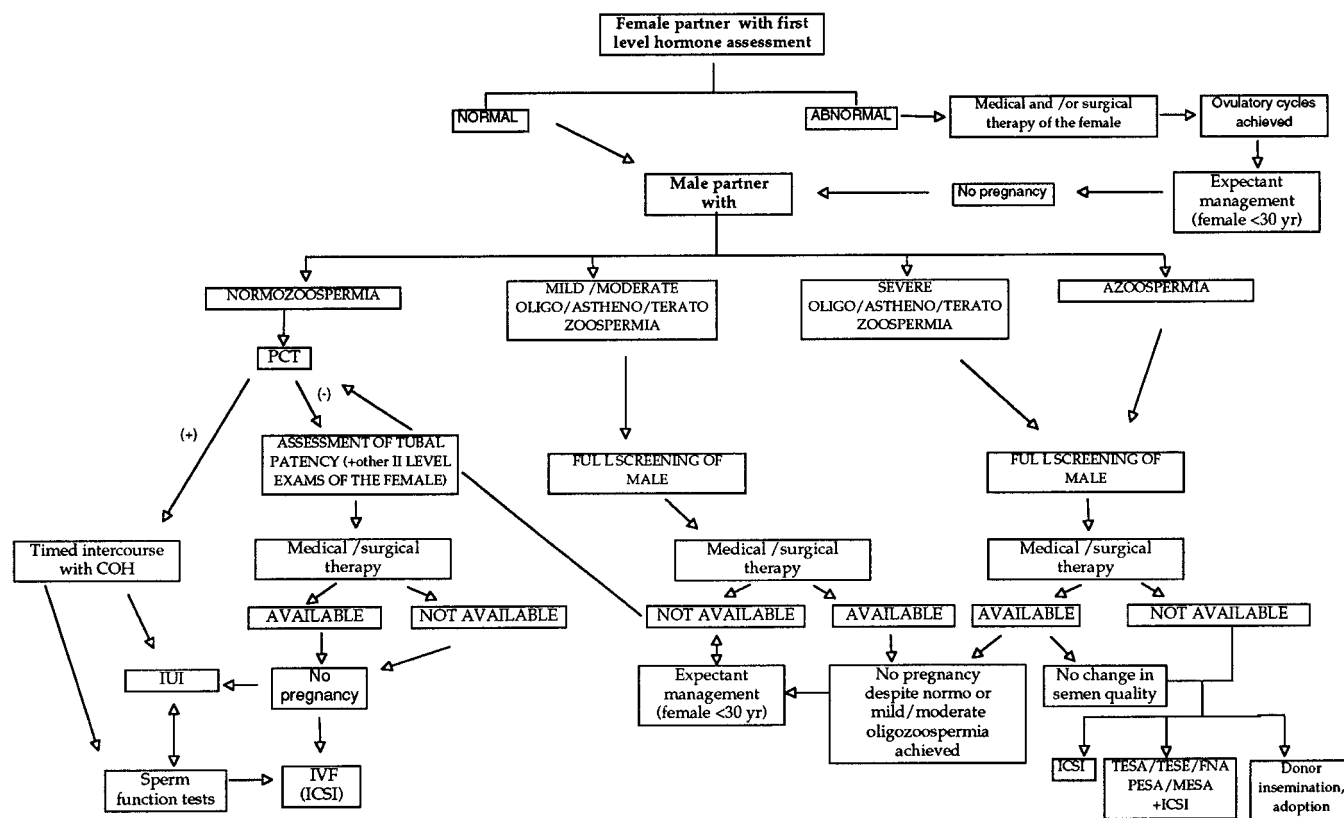 Female partner with first
level hormone assessment
NORMAL
ABNORMAL
Medical and /or surgical
therapy of the female
Ovulatory cycles
achieved
Male partner
with
No pregnancy
Expectant
management
(female <30 yr)
NORMOZOOSPERMIA
MILD /MODERATE
OLIGO/ASTHENO/TERATO
ZOOSPERMIA
SEVERE
OLIGO/ASTHENO/TERATO
ZOOSPERMIA
AZOOSPERMIA
PCT
(-)
(+)
ASSESSMENT OF TUBAL
PATENCY (+other II LEVEL
EXAMS OF THE FEMALE)
FULL SCREENING OF
MALE
FULL SCREENING OF
MALE
Timed intercourse
with COH
Medical /surgical
therapy
Medical /surgical
therapy
Medical /surgical
therapy
AVAILABLE
NOT AVAILABLE
NOT AVAILABLE
AVAILABLE
AVAILABLE
NOT AVAILABLE
IUI
No
pregnancy
Expectant
management
(female <30 yr)
No pregnancy
despite normo or
mild/moderate
oligozoospermia
achieved
No change in
semen quality
Sperm
function tests
IVF
(ICSI)
ICSI
TESA/TESE/FNA
PESA/MESA
+ICSI
Donor
insemination,
adoption